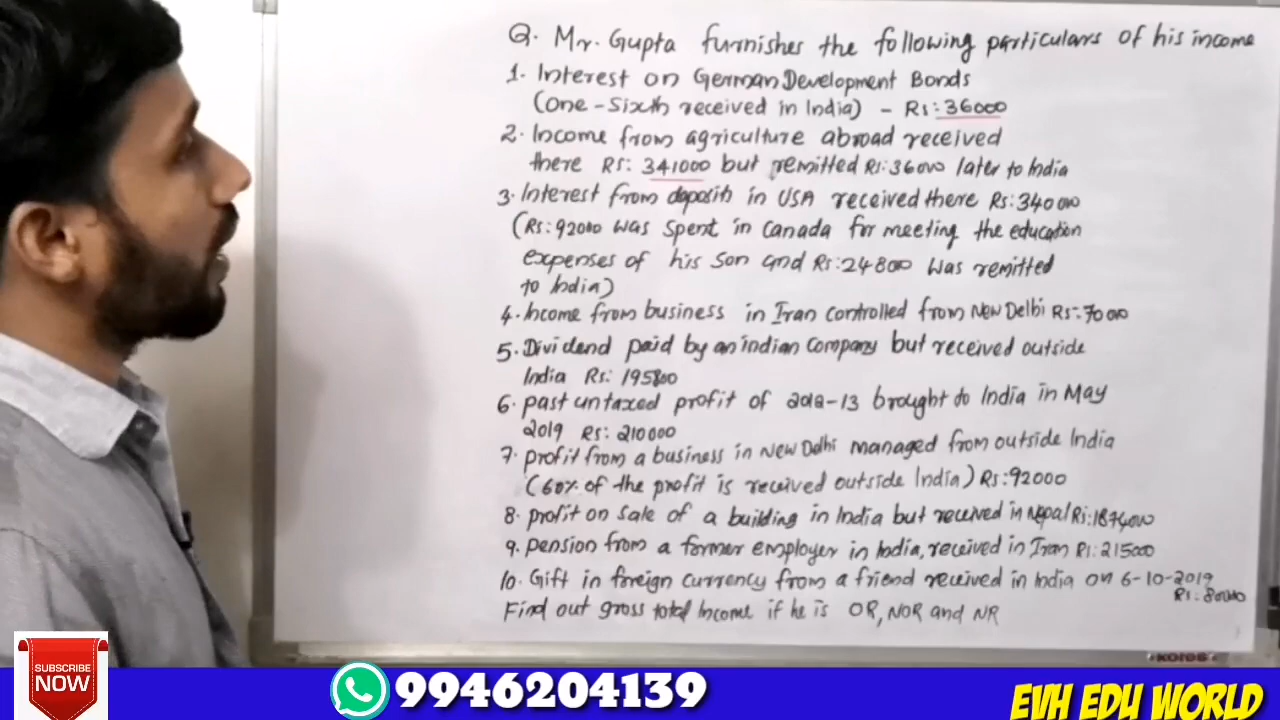 Q. Mr. Gupta furnishes the following particulars of his income
1. Interest on German Development Bonds
(One-Sixth received in India) - Rs: 36000
2. Income from agriculture abroad received
there Rs: 341000 but remitted Rs: 36000 later to India
3. Interest from deposits in USA received there Rs: 340000
(Rs: 92000 was spent in Canada for meeting the education
expenses of his son and Rs: 24800 was remitted
to India)
4. Income from business in Iran controlled from New Delhi Rs: 70000
5. Dividend paid by an indian company but received outside
India Rs: 195800
6. past untaxed profit of 2012-13 brought to India in May
2019 Rs: 210000
7. profit from a business in New Delhi managed from outside India
(60% of the profit is received outside India) Rs: 92000
8. profit on sale of a building in India but received in Nepal Rs: 1874000
9. pension from a former employer in India, received in Iran Rs: 215000
10. Gift in foreign currency from a friend received in India on 6-10-2019
Rs: 80000
Find out gross total Income if he is OR, NOR and NR
kores
SUBSCRIBE
NOW
9946204139
EVH EDU WORLD